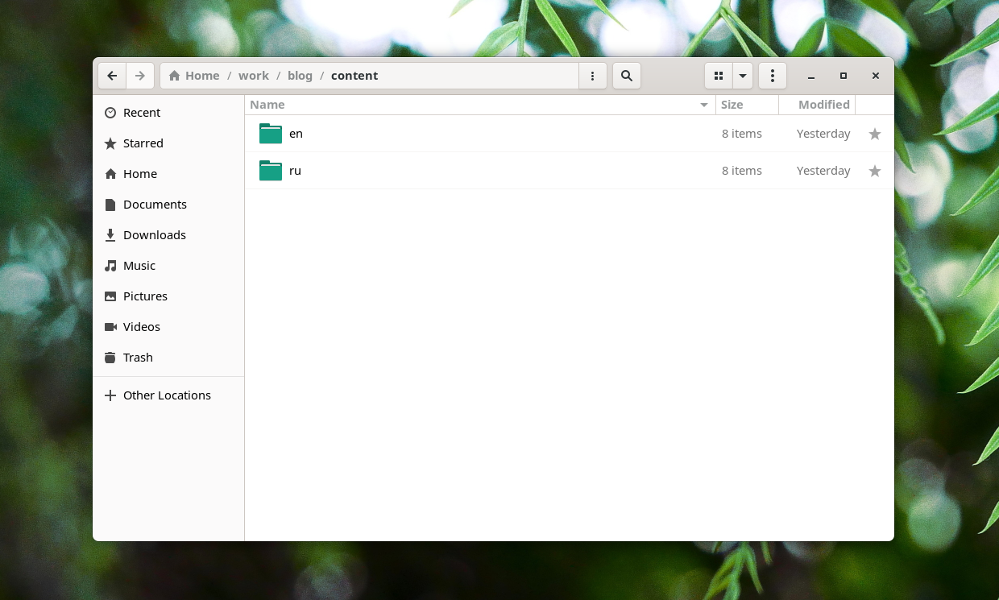 Home / work / blog / content
Name Size Modified
Recent
Starred
Home
Documents
Downloads
Music
Pictures
Videos
Trash
Other Locations
en 8 items Yesterday
ru 8 items Yesterday